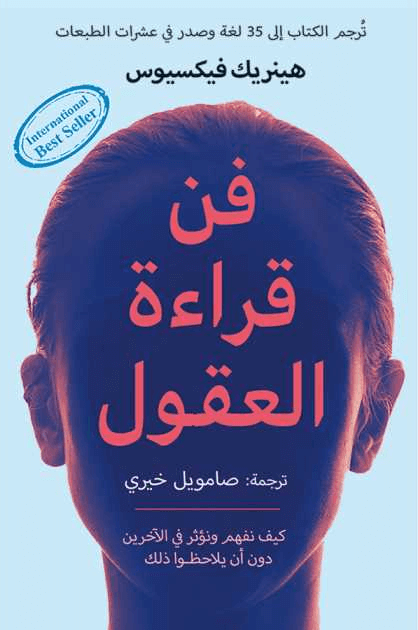 تُرجم الكتاب إلى 35 لغة وصدر في عشرات الطبعات
هينريك فيكسيوس
International
Best Seller
فن
قراءة
العقول
ترجمة: صامويل خيري
كيف نفهم ونؤثر في الآخرين
دون أن يلاحظوا ذلك